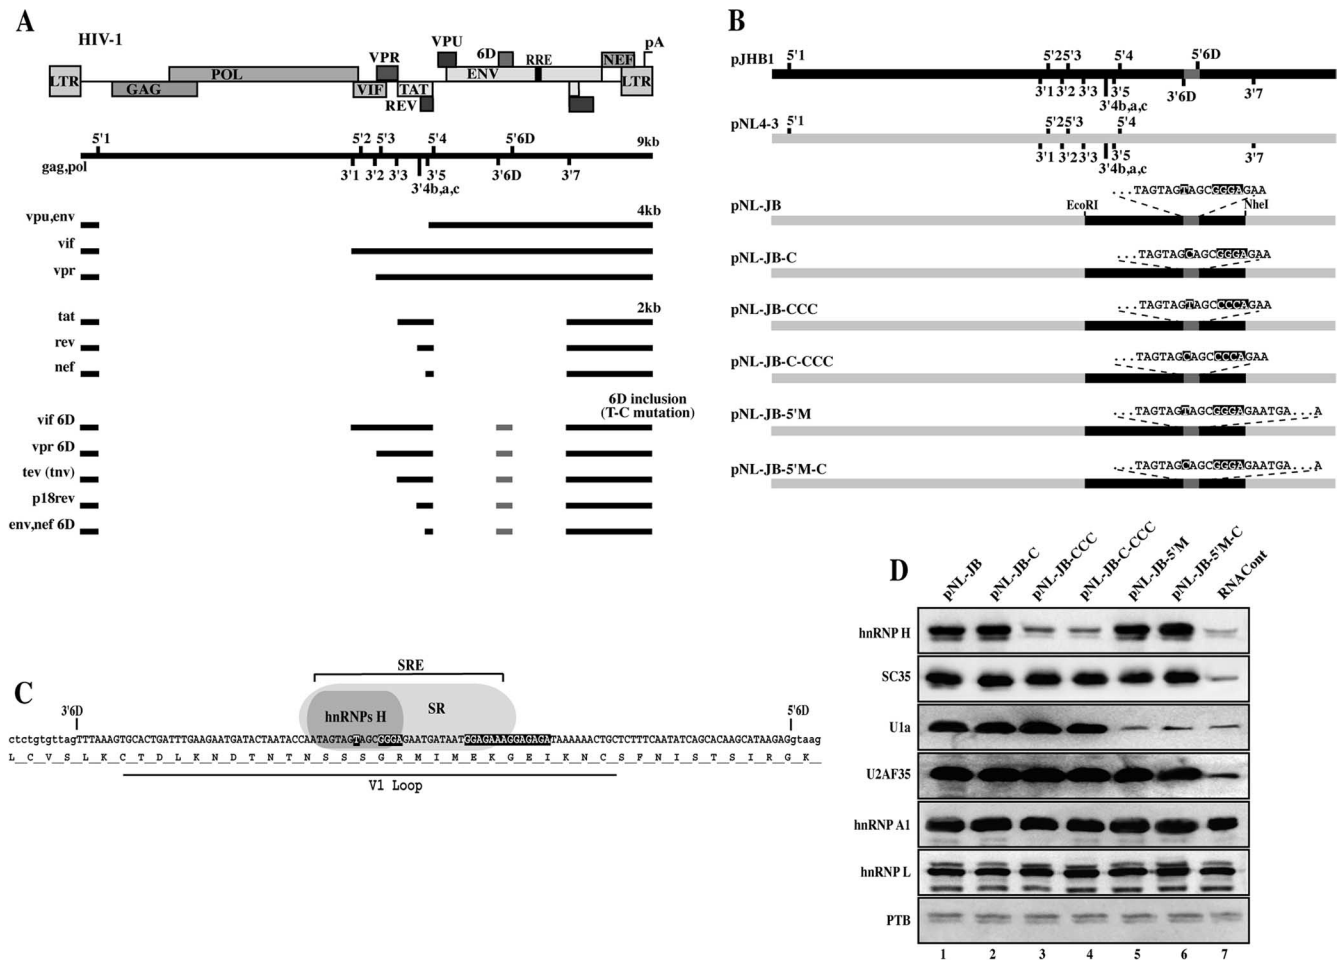 A
HIV-1
LTR
GAG
POL
VIF
VPR
REV
TAT
VPU
6D
ENV
RRE
NEF
pA
LTR
5'1 5'2 5'3 5'4 5'6D 9kb
gag,pol
3'1 3'2 3'3 3'4b,a,c 3'5 3'6D 3'7
4kb
vpu,env
vif
vpr
2kb
tat
rev
nef
6D inclusion
(T-C mutation)
vif 6D
vpr 6D
tev (tnv)
p18rev
env,nef 6D
B
pJHB1
5'1 5'2 5'3 5'4 5'6D
3'1 3'2 3'3 3'4b,a,c 3'5 3'6D 3'7
pNL4-3
5'1 5'2 5'3 5'4
3'1 3'2 3'3 3'4b,a,c 3'5 3'7
pNL-JB
...TAGTAGTAGCGGGAGAA
EcoRI NheI
pNL-JB-C
...TAGTAGCAGCGGGAGAA
pNL-JB-CCC
...TAGTAGTAGCCCCAGAA
pNL-JB-C-CCC
...TAGTAGCAGCCCCAGAA
pNL-JB-5'M
...TAGTAGTAGCGGGAGAATGA...A
pNL-JB-5'M-C
...TAGTAGCAGCGGGAGAATGA...A
C
SRE
hnRNPs H SR
3'6D 5'6D
ctctgtgttagTTTAAAGTGCACTGATTTGAAGAATGATACTAATACCAATAGTAGTAGCGGGAGAATGATAATGGAGAAAGGAGAGATAAAAAACTGCTCTTTCAATATCAGCACAAGCATAAGAGgtaag
L C V S L K C T D L K N D T N T N S S S G R M I M E K G E I K N C S F N I S T S I R G K
V1 Loop
D
pNL-JB
pNL-JB-C
pNL-JB-CCC
pNL-JB-C-CCC
pNL-JB-5'M
pNL-JB-5'M-C
RNACont
hnRNP H
SC35
U1a
U2AF35
hnRNP A1
hnRNP L
PTB
1 2 3 4 5 6 7